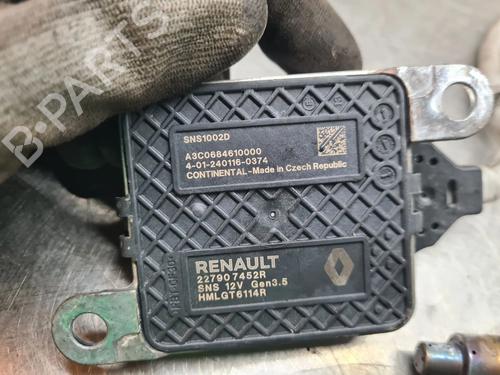 SNS1002D
A3C0684610000
4-01-240116-0374
CONTINENTAL-Made in Czech Republic
RENAULT
227907452R
SNS 12V Gen3.5
HMLGT6114R
B-PARTS